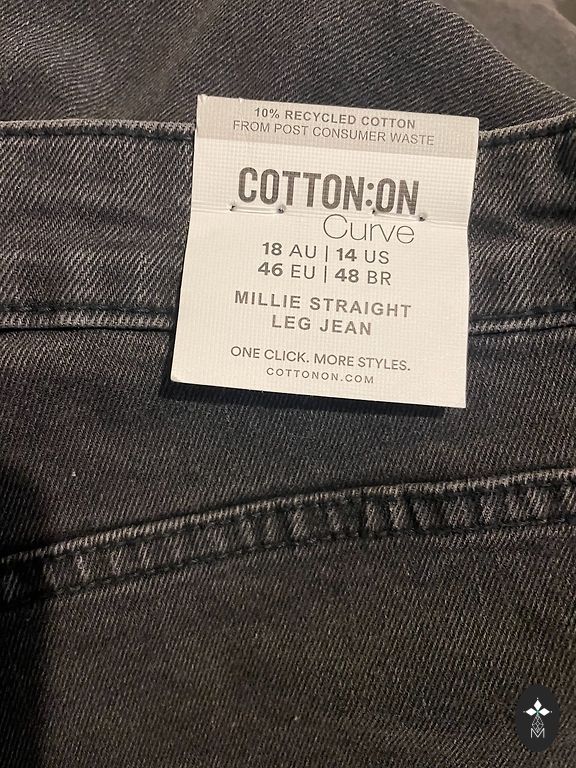 10% RECYCLED COTTON
FROM POST CONSUMER WASTE
COTTON:ON
Curve
18 AU | 14 US
46 EU | 48 BR
MILLIE STRAIGHT
LEG JEAN
ONE CLICK. MORE STYLES.
COTTONON.COM
M